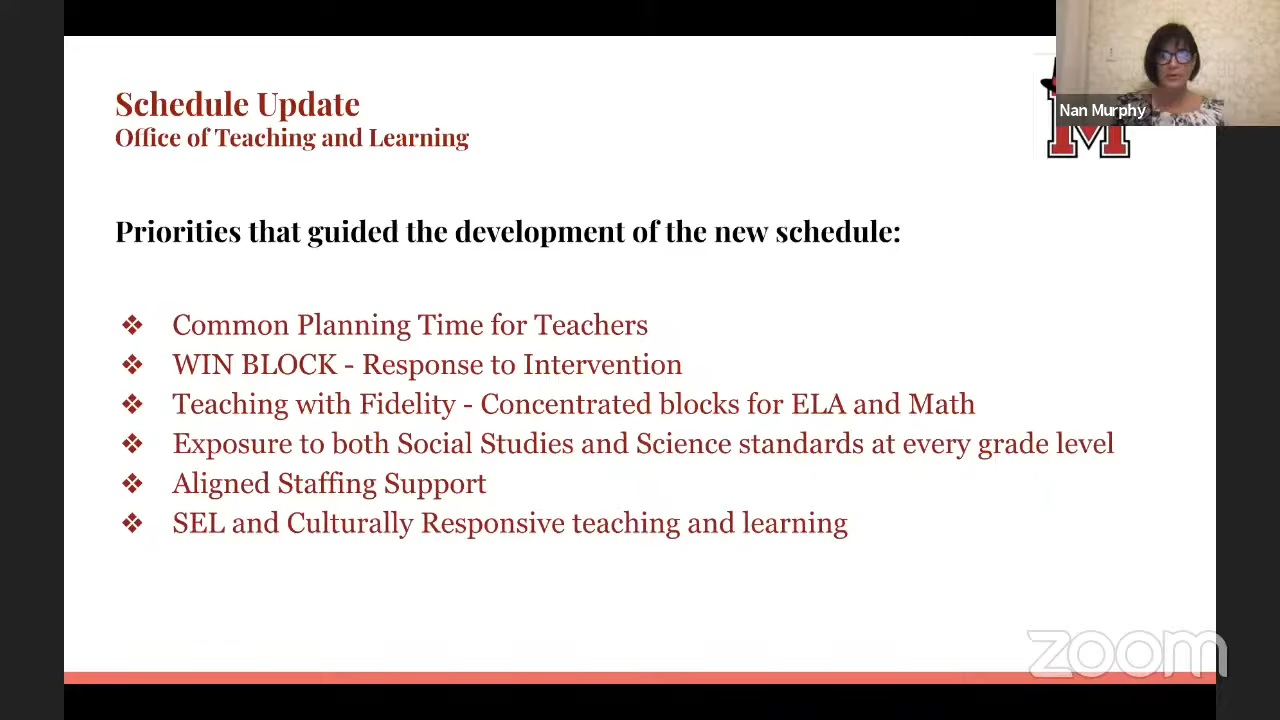 Schedule Update
Office of Teaching and Learning
Nan Murphy
M
Priorities that guided the development of the new schedule:
❖ Common Planning Time for Teachers
❖ WIN BLOCK - Response to Intervention
❖ Teaching with Fidelity - Concentrated blocks for ELA and Math
❖ Exposure to both Social Studies and Science standards at every grade level
❖ Aligned Staffing Support
❖ SEL and Culturally Responsive teaching and learning
zoom